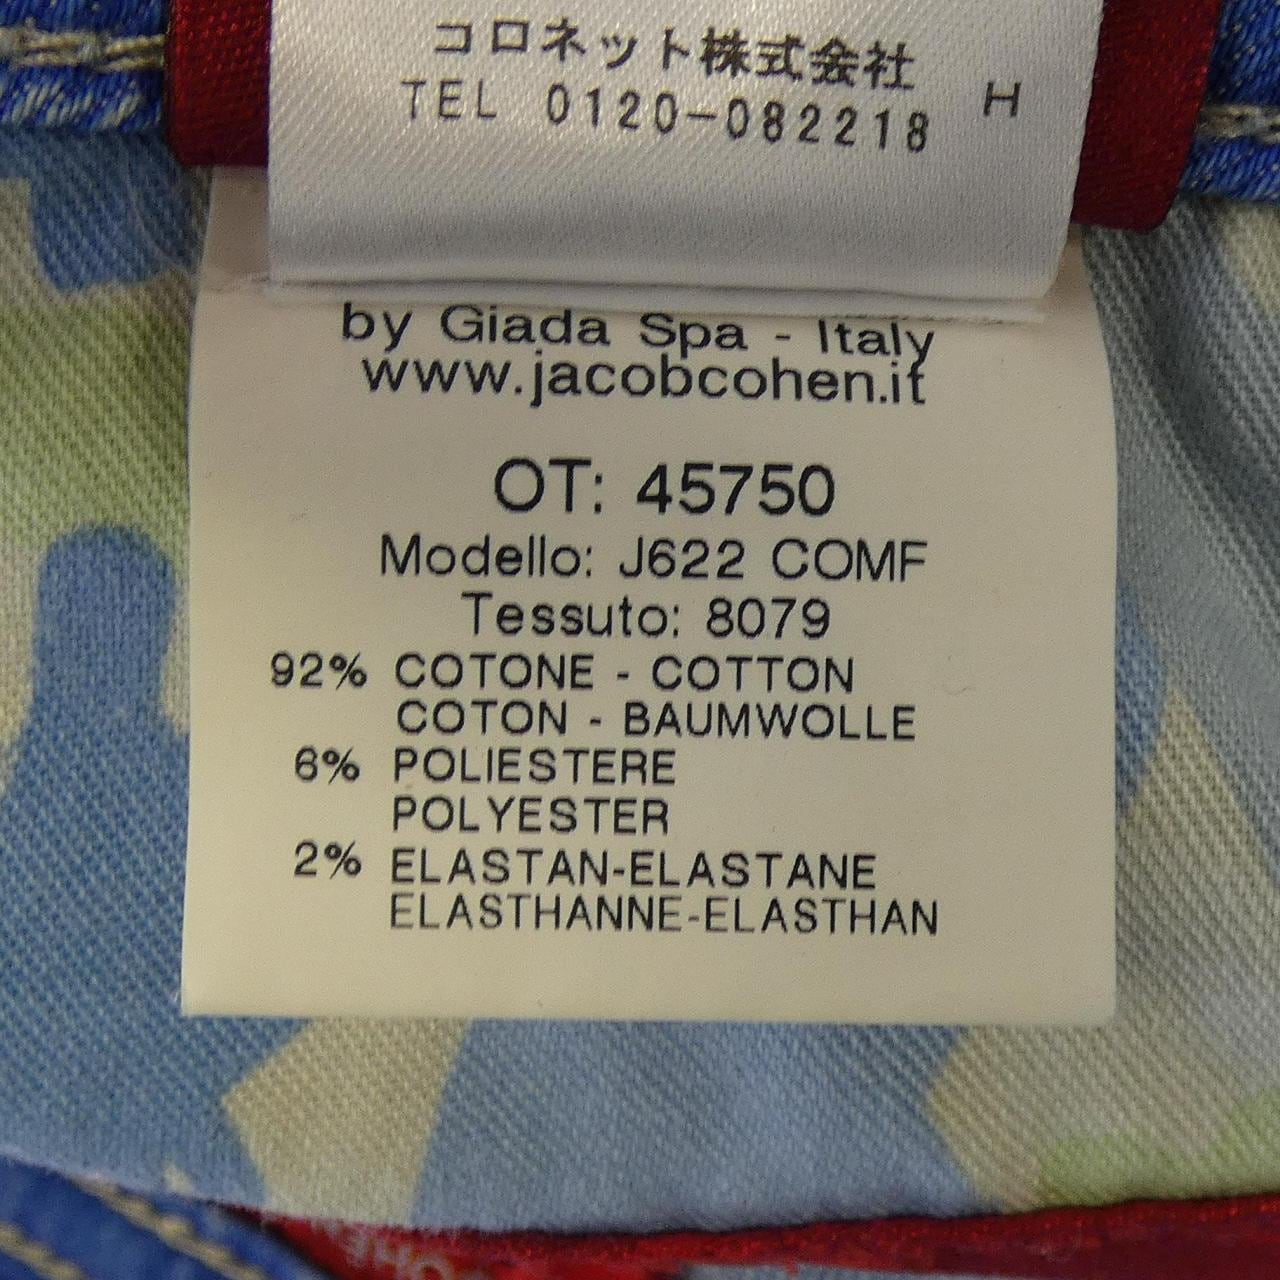 コロネット株式会社
TEL 0120-082218 H
by Giada Spa - Italy
www.jacobcohen.it
OT: 45750
Modello: J622 COMF
Tessuto: 8079
92% COTONE - COTTON
COTON - BAUMWOLLE
6% POLIESTERE
POLYESTER
2% ELASTAN-ELASTANE
ELASTHANNE-ELASTHAN